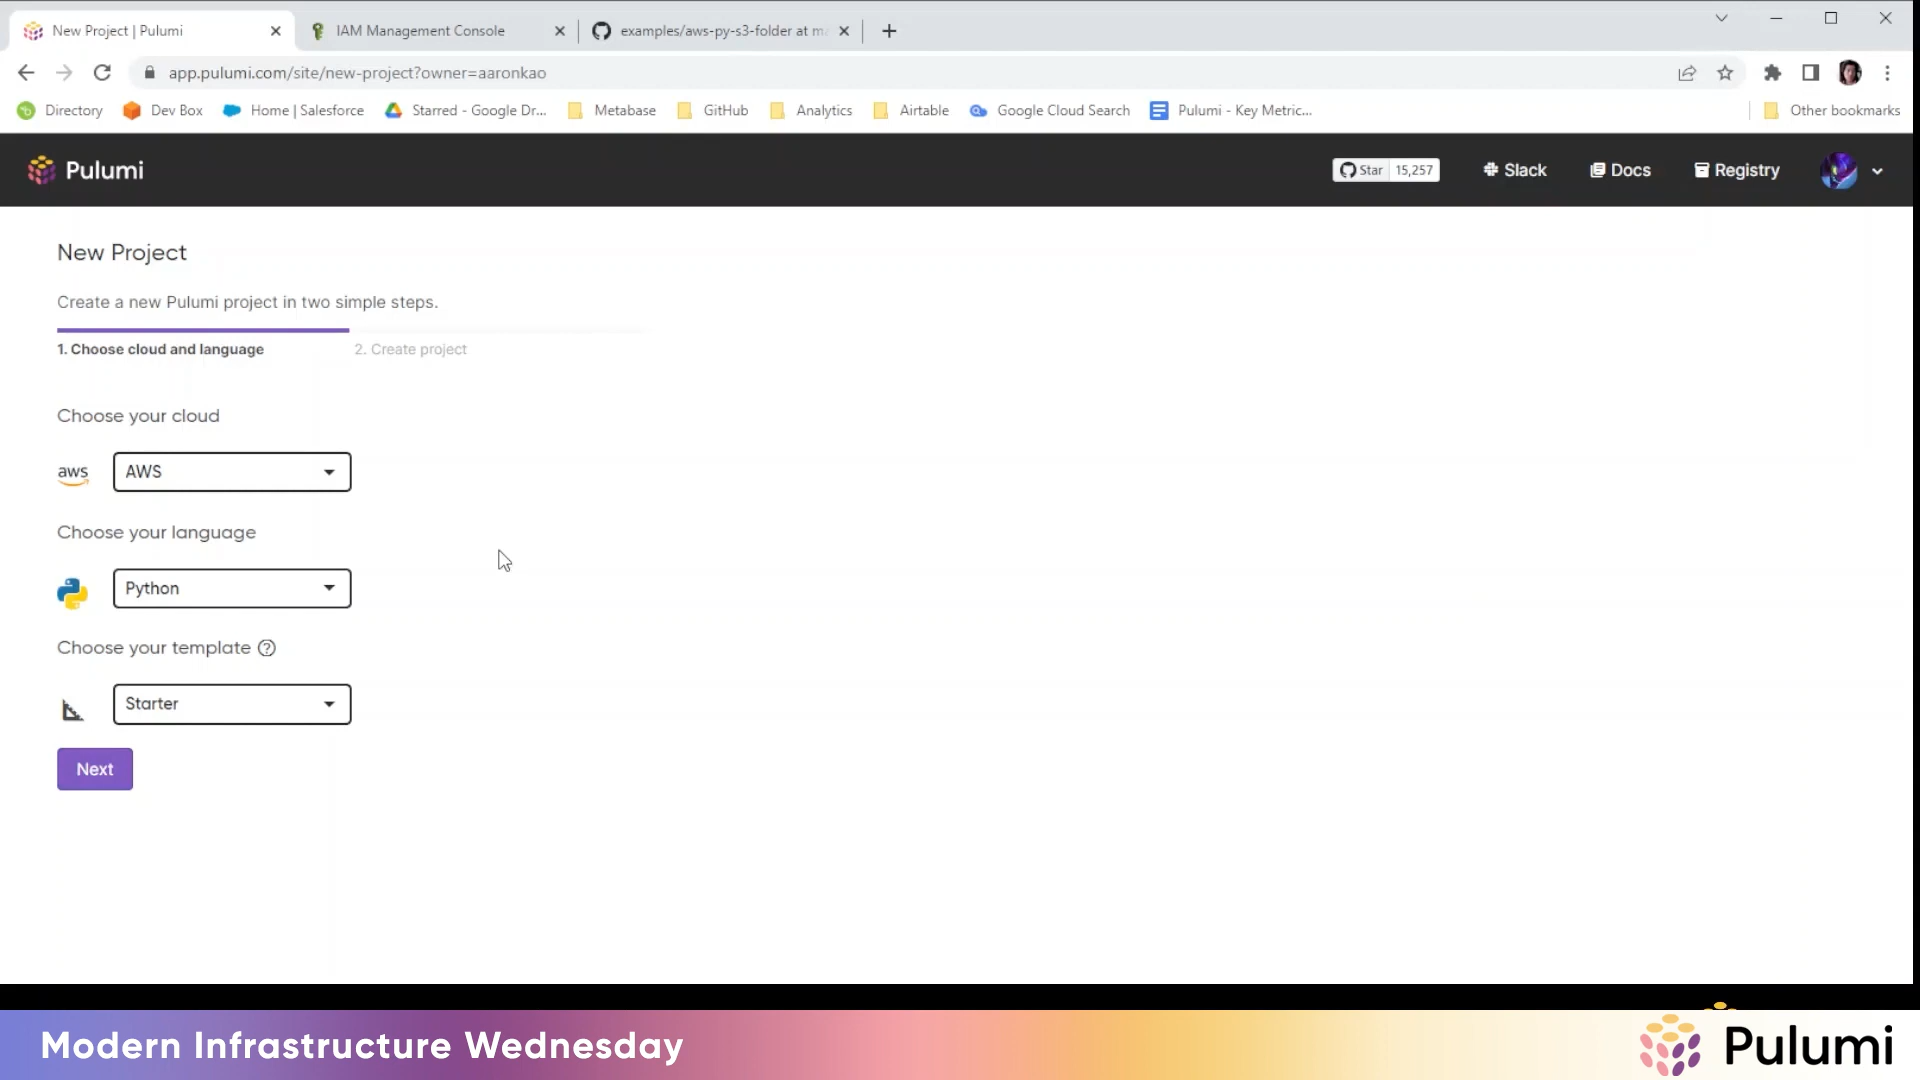 New Project | Pulumi
IAM Management Console
examples/aws-py-s3-folder at ma
app.pulumi.com/site/new-project?owner=aaronkao
Directory
Dev Box
Home | Salesforce
Starred - Google Dr...
Metabase
GitHub
Analytics
Airtable
Google Cloud Search
Pulumi - Key Metric...
Other bookmarks
Pulumi
Star 15,257
Slack
Docs
Registry
New Project
Create a new Pulumi project in two simple steps.
1. Choose cloud and language
2. Create project
Choose your cloud
aws
AWS
Choose your language
Python
Choose your template ?
Starter
Next
Modern Infrastructure Wednesday
Pulumi